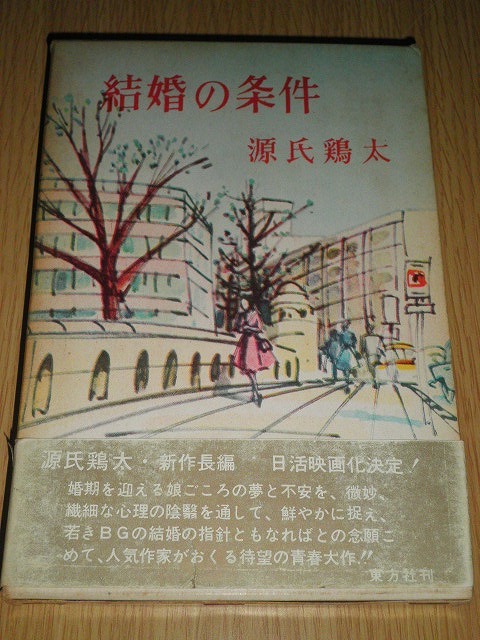 結婚の条件
源氏鶏太
源氏鶏太・新作長編 日活映画化決定!
婚期を迎える娘ごころの夢と不安を、微妙、
繊細な心理の陰翳を通して、鮮やかに捉え、
若きBGの結婚の指針ともなればとの念願こ
めて、人気作家がおくる待望の青春大作!!
東方社刊